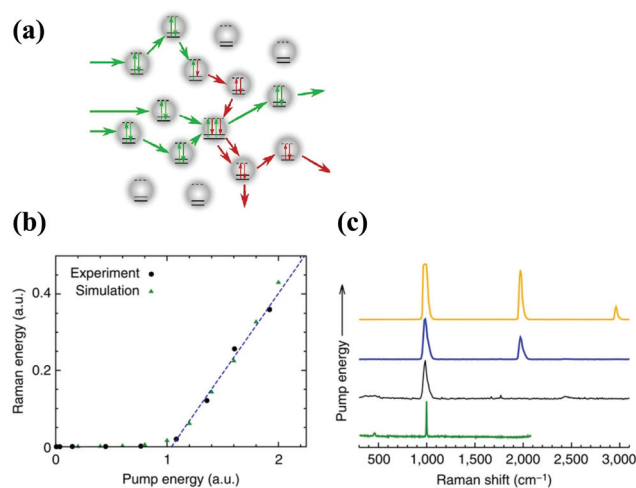 (a)
(b)
(c)
Experiment
Simulation
0.4
0.2
0
0
1
2
Raman energy (a.u.)
Pump energy (a.u.)
Pump energy
500
1,000
1,500
2,000
2,500
3,000
Raman shift (cm⁻¹)